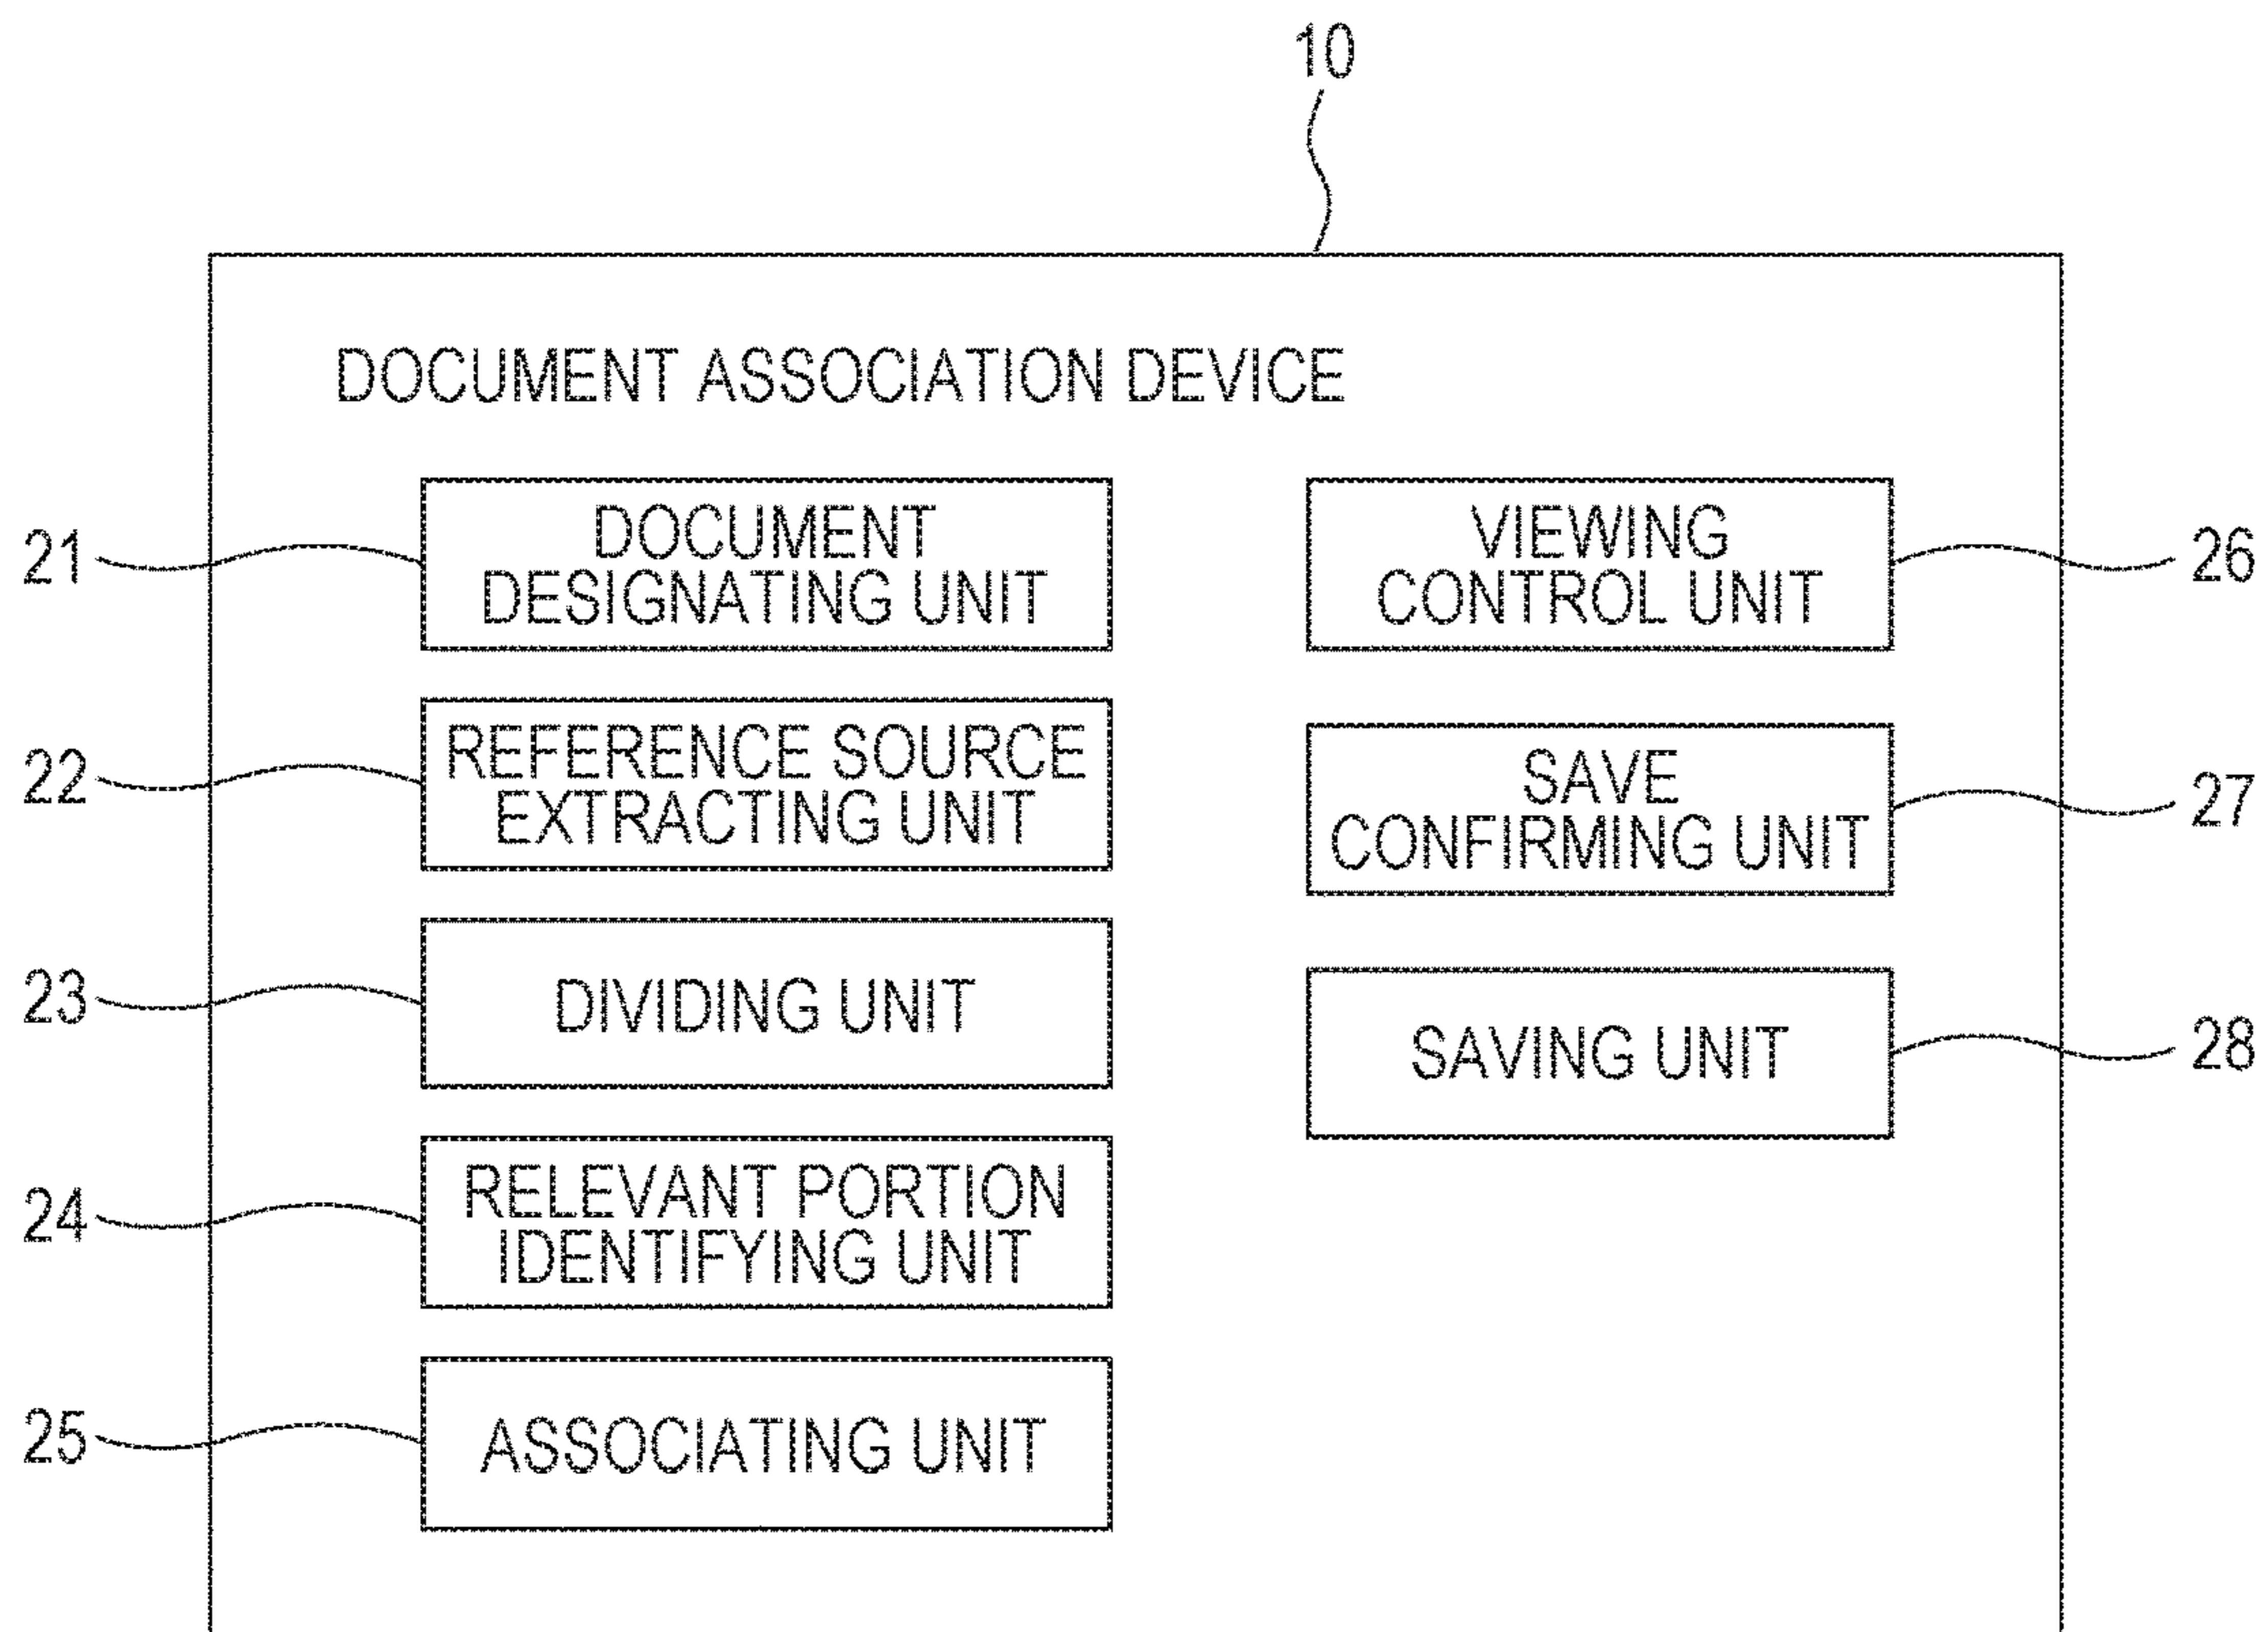 10
DOCUMENT ASSOCIATION DEVICE
21
DOCUMENT
DESIGNATING UNIT
22
REFERENCE SOURCE
EXTRACTING UNIT
23
DIVIDING UNIT
24
RELEVANT PORTION
IDENTIFYING UNIT
25
ASSOCIATING UNIT
VIEWING
CONTROL UNIT
26
SAVE
CONFIRMING UNIT
27
SAVING UNIT
28